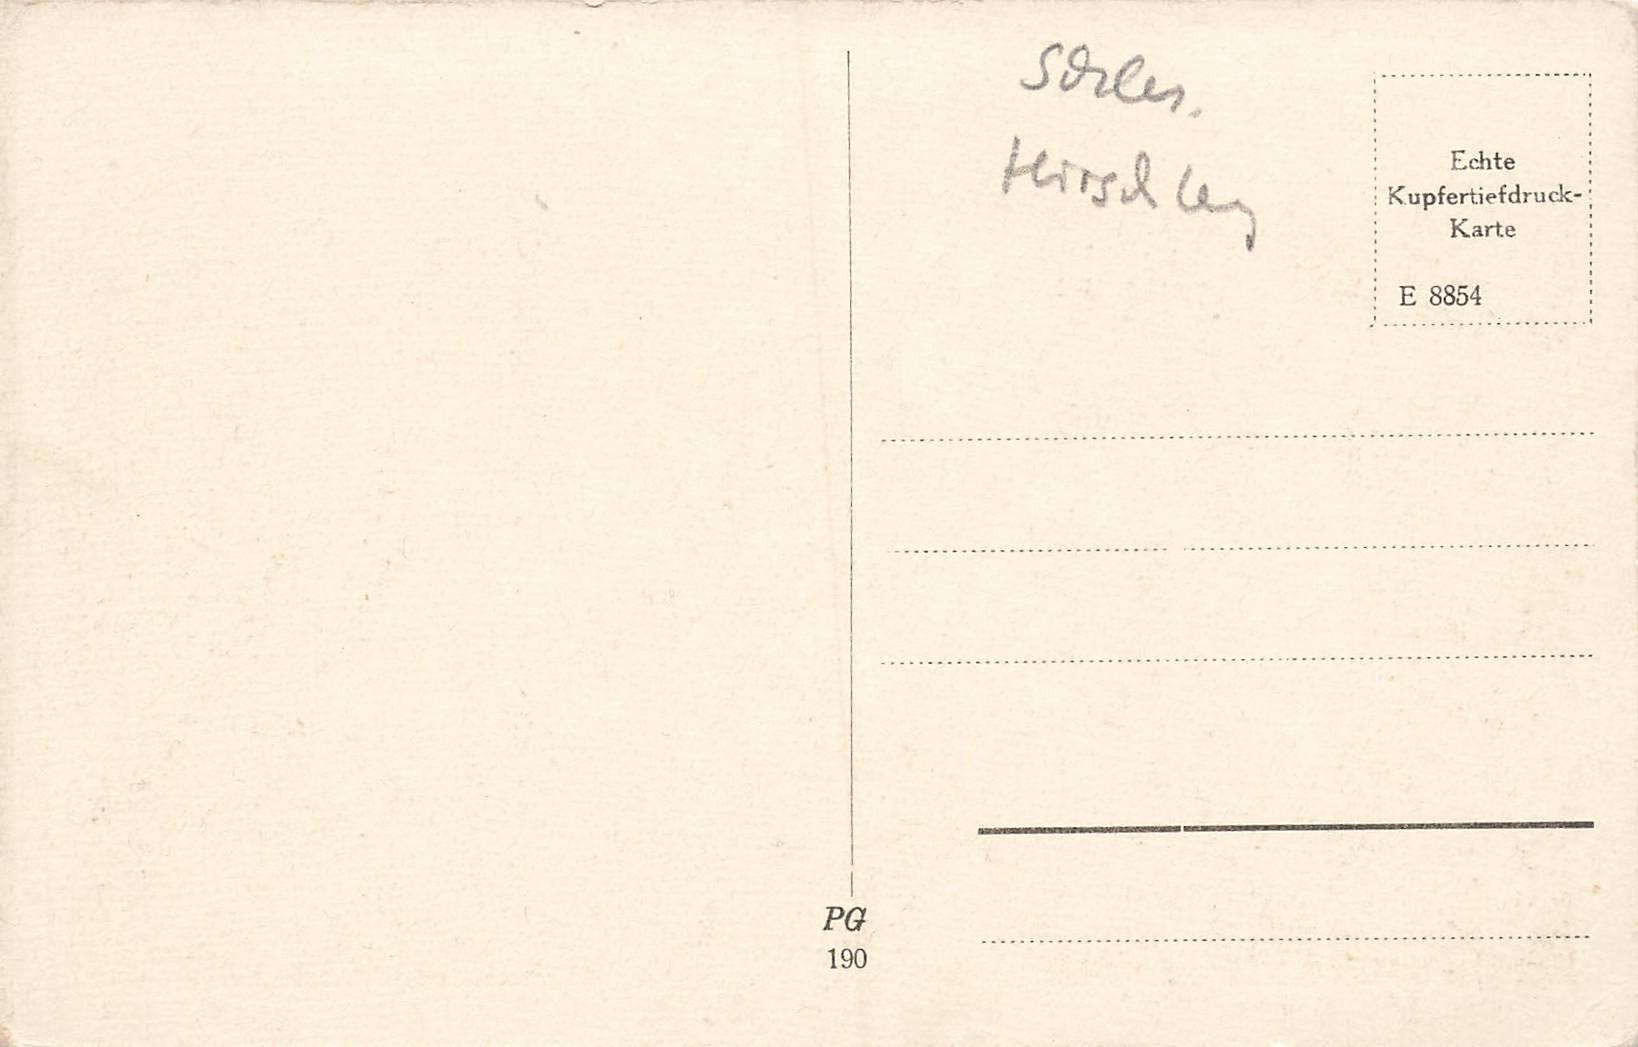 Schles.
Hirschberg
Echte
Kupfertiefdruck-
Karte
E 8854
PG
190